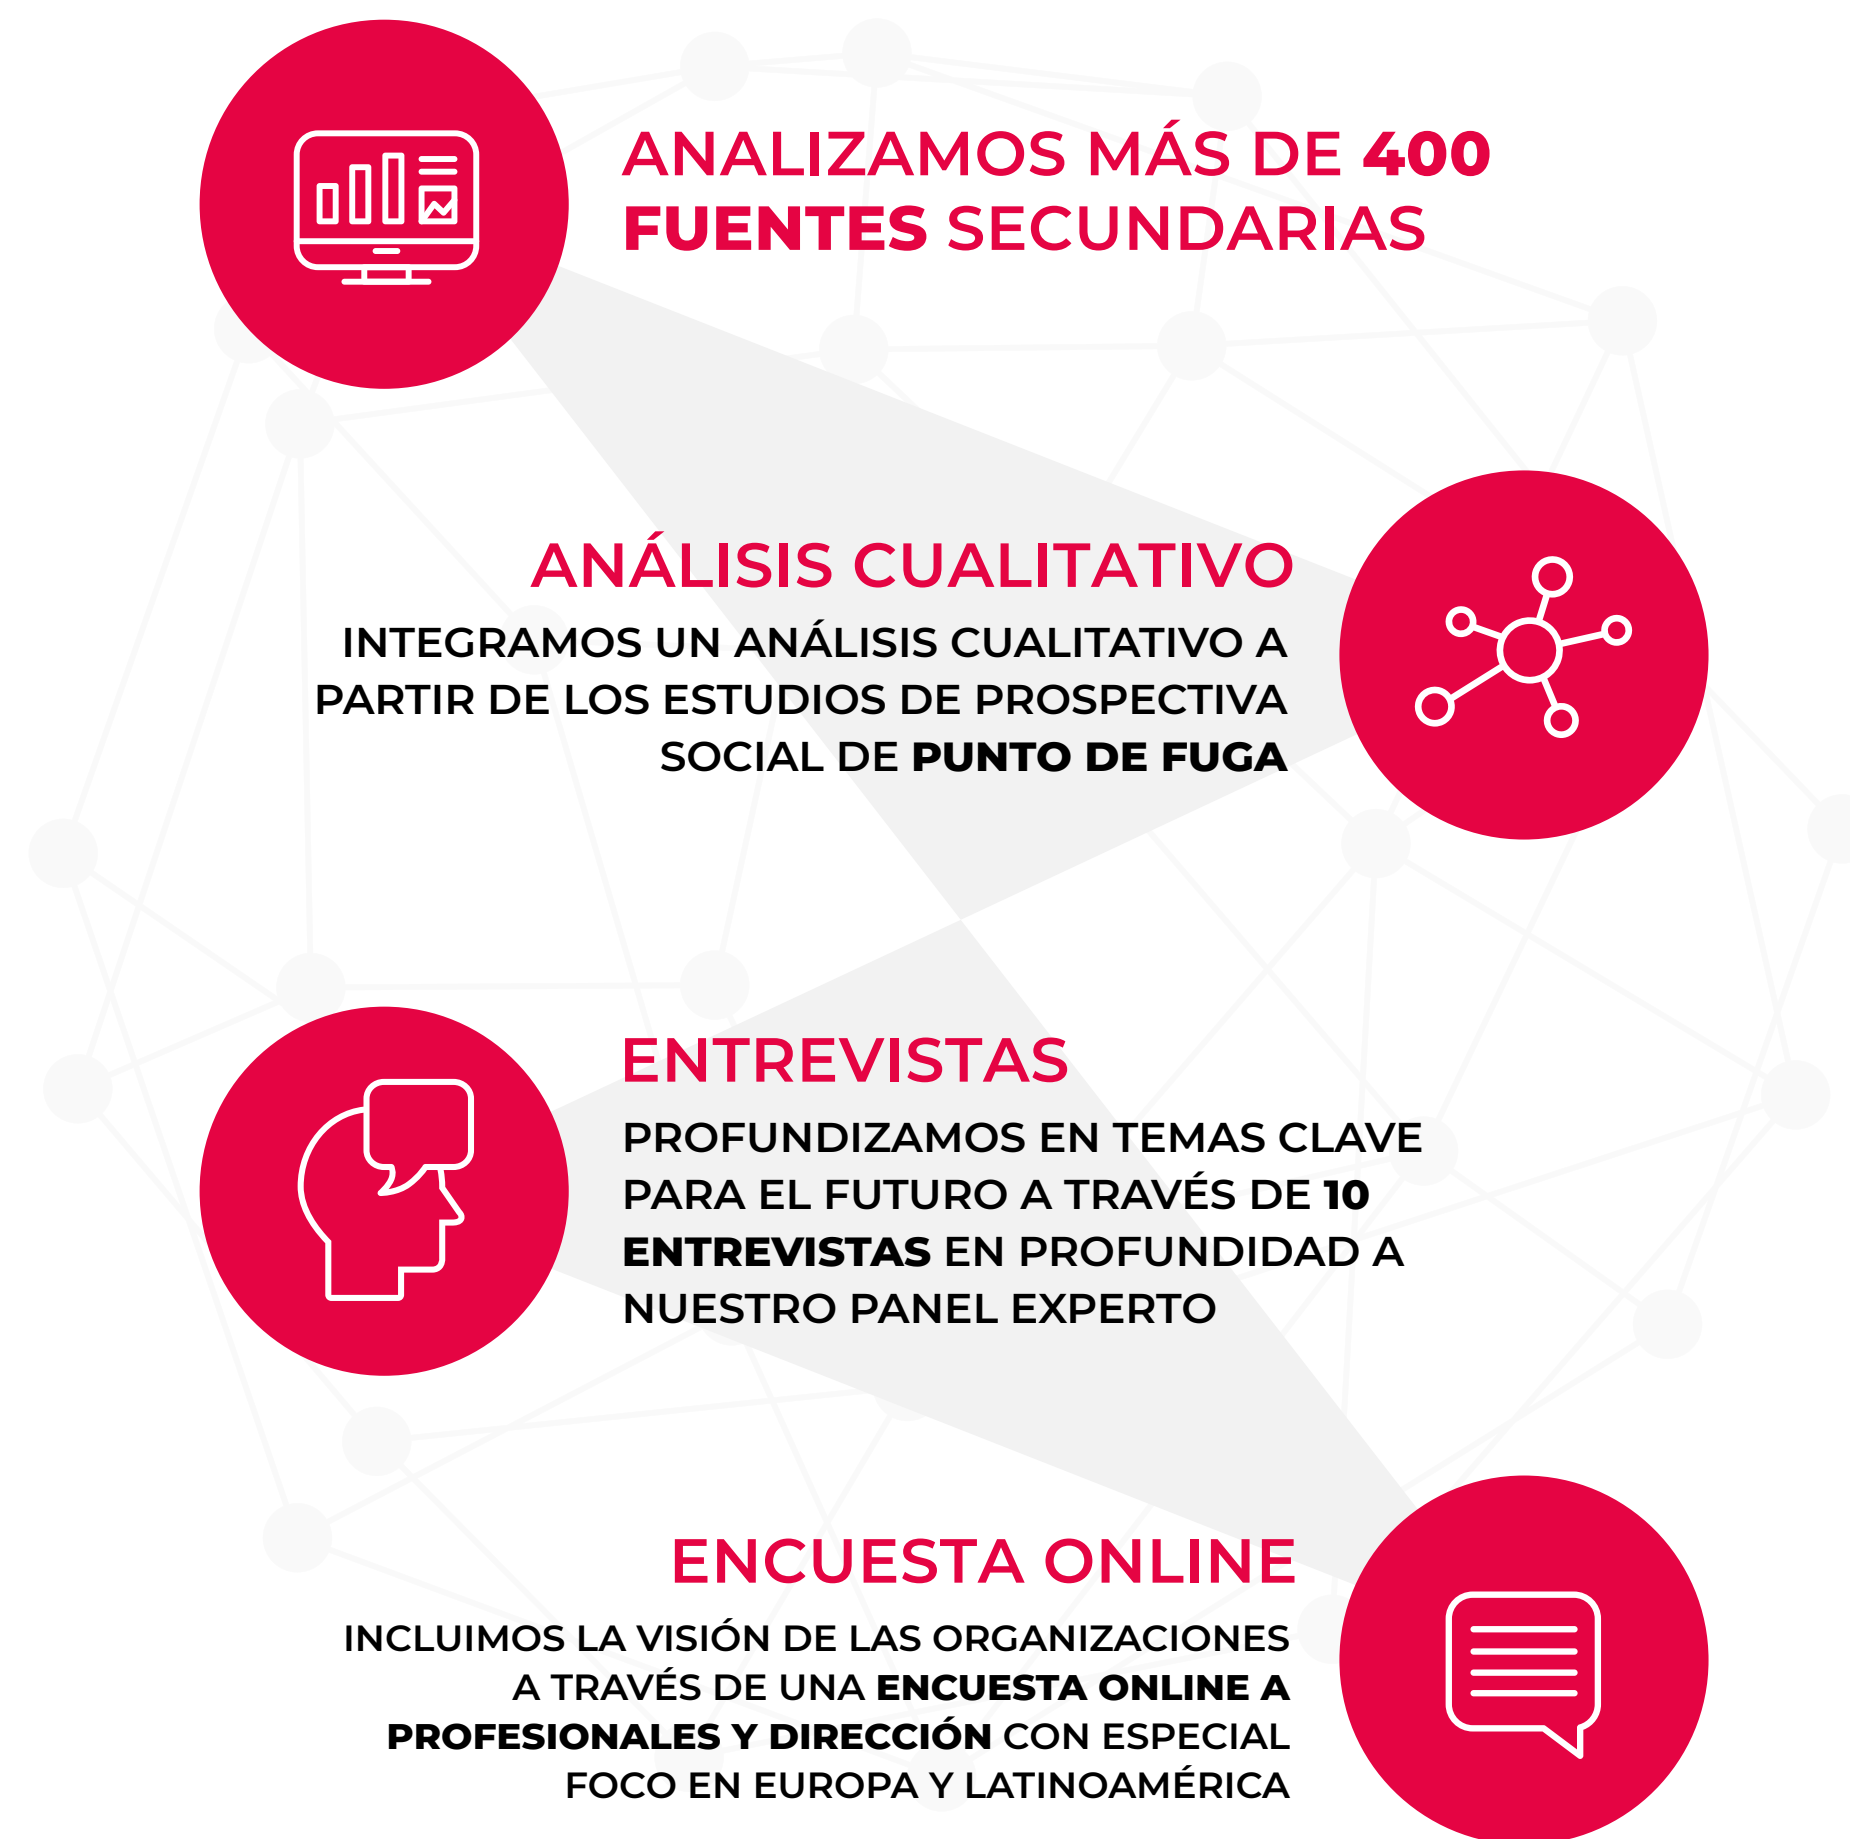 ANALIZAMOS MÁS DE 400
FUENTES SECUNDARIAS
ANÁLISIS CUALITATIVO
INTEGRAMOS UN ANÁLISIS CUALITATIVO A
PARTIR DE LOS ESTUDIOS DE PROSPECTIVA
SOCIAL DE PUNTO DE FUGA
ENTREVISTAS
PROFUNDIZAMOS EN TEMAS CLAVE
PARA EL FUTURO A TRAVÉS DE 10
ENTREVISTAS EN PROFUNDIDAD A
NUESTRO PANEL EXPERTO
ENCUESTA ONLINE
INCLUIMOS LA VISIÓN DE LAS ORGANIZACIONES
A TRAVÉS DE UNA ENCUESTA ONLINE A
PROFESIONALES Y DIRECCIÓN CON ESPECIAL
FOCO EN EUROPA Y LATINOAMÉRICA